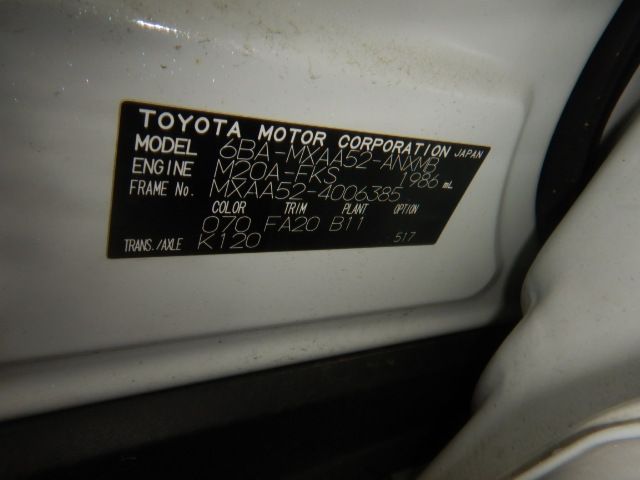 TOYOTA MOTOR CORPORATION JAPAN
MODEL 6BA-MXAA52-ANXMB
ENGINE M20A-FKS 1986 mL
FRAME No. MXAA52-4006385
COLOR TRIM PLANT OPTION
070 FA20 B11
TRANS./AXLE K120 517